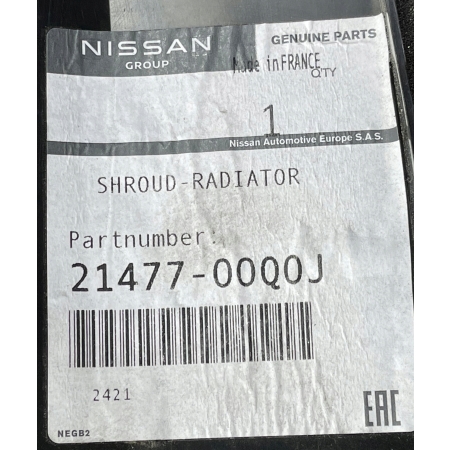 NISSAN
GROUP
GENUINE PARTS
Made in FRANCE
QTY
1
Nissan Automotive Europe S.A.S.
SHROUD-RADIATOR
Partnumber:
21477-00Q0J
2421
NEGB2
EAC